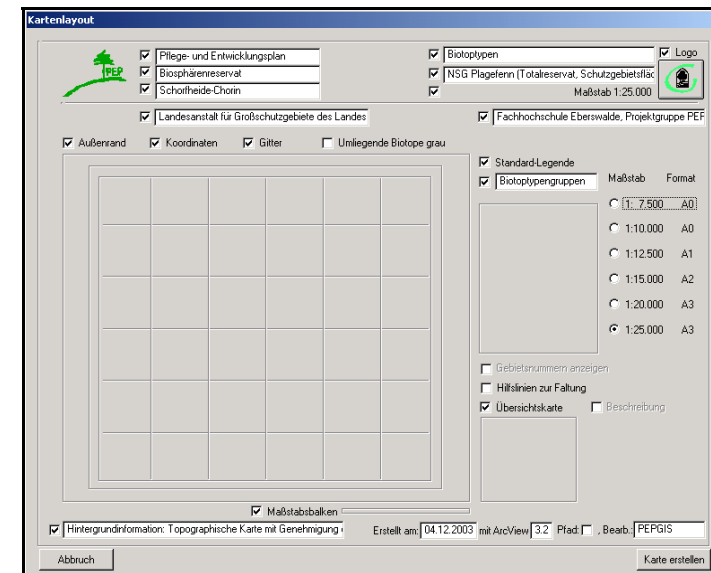 Kartenlayout
PEP
Pflege- und Entwicklungsplan
Biosphärenreservat
Schorfheide-Chorin
Biotoptypen
NSG Plagefenn (Totalreservat, Schutzgebietsfläc
Maßstab 1:25.000
Logo
Landesanstalt für Großschutzgebiete des Landes
Fachhochschule Eberswalde, Projektgruppe PEF
Außenrand
Koordinaten
Gitter
Umliegende Biotope grau
Standard-Legende
Biotoptypengruppen
Maßstab Format
1: 7.500 A0
1:10.000 A0
1:12.500 A1
1:15.000 A2
1:20.000 A3
1:25.000 A3
Gebietsnummern anzeigen
Hilfslinien zur Faltung
Übersichtskarte
Beschreibung
Maßstabsbalken
Hintergrundinformation: Topographische Karte mit Genehmigung
Erstellt am: 04.12.2003 mit ArcView 3.2 Pfad: , Bearb.: PEPGIS
Abbruch
Karte erstellen